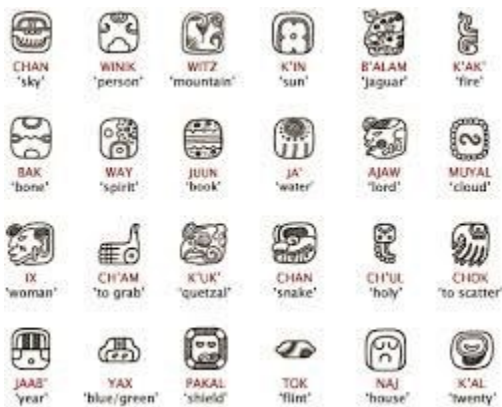 CHAN WINIK WITZ K'IN B'ALAM K'AK'
'sky' 'person' 'mountain' 'sun' 'jaguar' 'fire'
BAK WAY JUUN JA' AJAW MUYAL
'bone' 'spirit' 'book' 'water' 'lord' 'cloud'
IX CH'AM K'UK' CHAN CH'UL CHOK
'woman' 'to grab' 'quetzal' 'snake' 'holy' 'to scatter'
JAAB' YAX PAKAL TOK NAJ K'AL
'year' 'blue/green' 'shield' 'flint' 'house' 'twenty